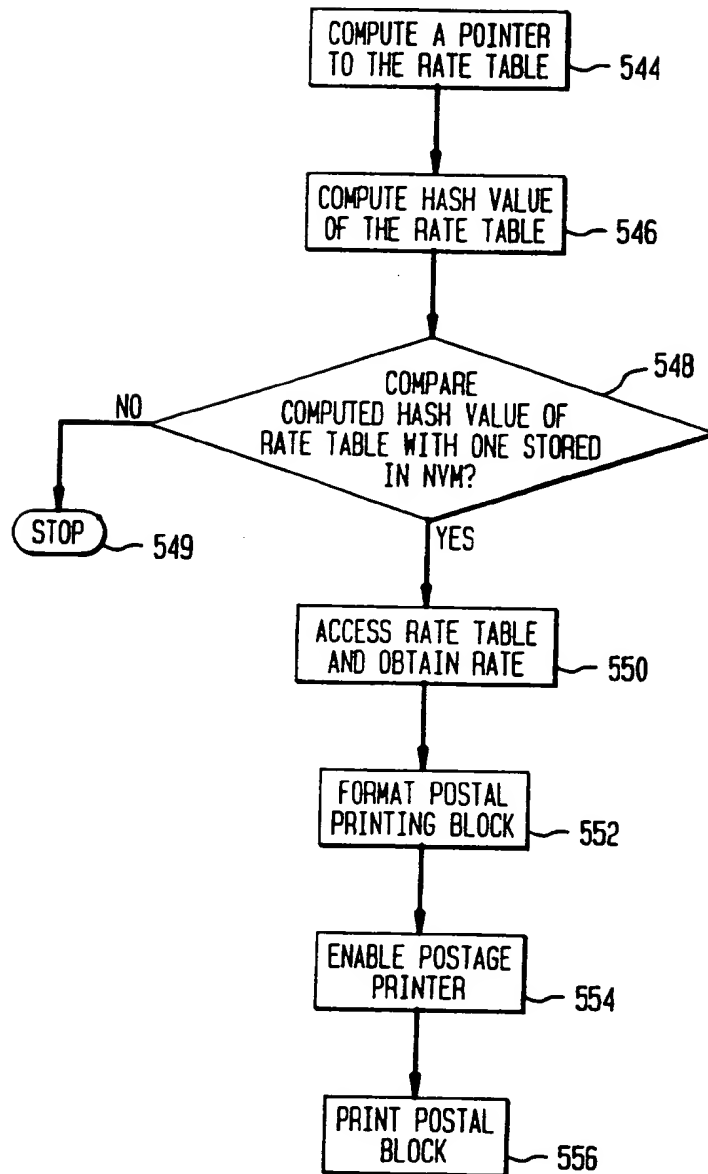 COMPUTE A POINTER
TO THE RATE TABLE
544
COMPUTE HASH VALUE
OF THE RATE TABLE
546
548
COMPARE
COMPUTED HASH VALUE OF
RATE TABLE WITH ONE STORED
IN NVM?
NO
STOP
549
YES
ACCESS RATE TABLE
AND OBTAIN RATE
550
FORMAT POSTAL
PRINTING BLOCK
552
ENABLE POSTAGE
PRINTER
554
PRINT POSTAL
BLOCK
556